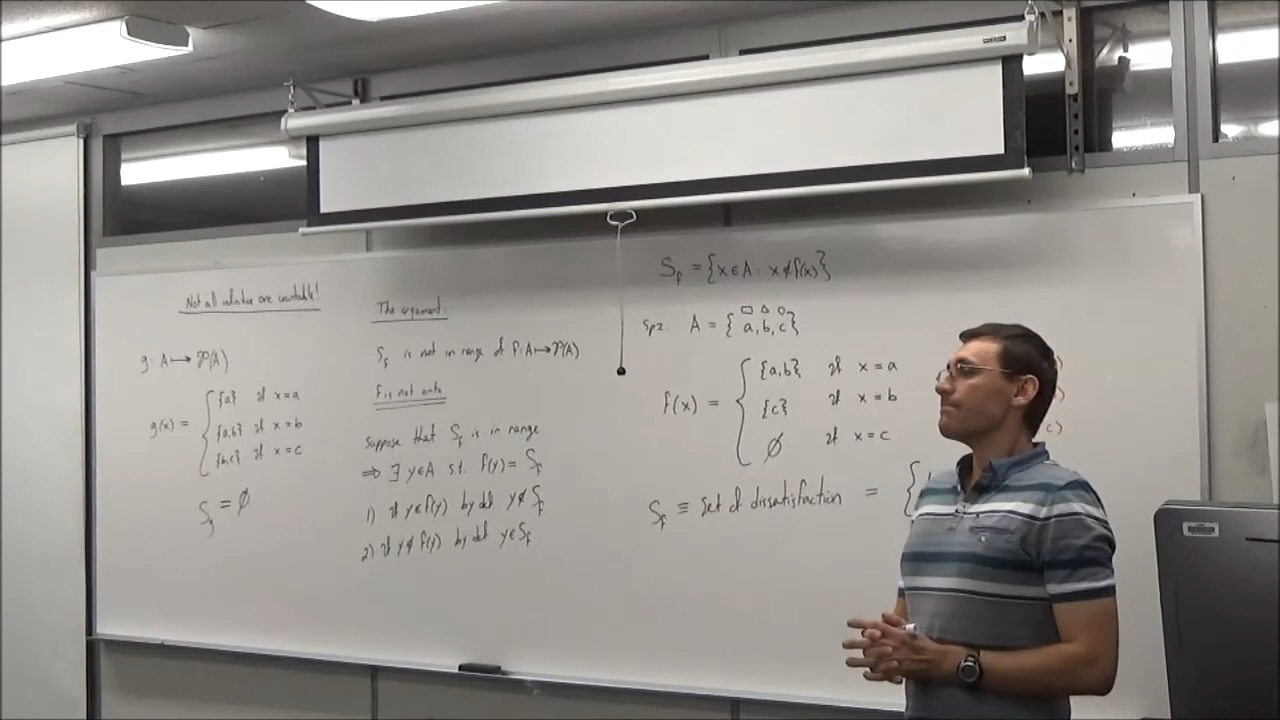 Not all infinities are countable!
g: A ↦ 𝒫(A)
g(x) = { {a} if x=a
{a,b} if x=b
{b,c} if x=c
S_g = ∅
The argument
S_f is not in range of f: A ↦ 𝒫(A)
f is not onto
Suppose that S_f is in range
⇒ ∃ y∈A s.t. f(y) = S_f
1) if y∈f(y) by def y∉S_f
2) if y∉f(y) by def y∈S_f
S_f = {x∈A: x∉f(x)}
□ △ ○
A = {a,b,c}
f(x) = { {a,b} if x=a
{c} if x=b
∅ if x=c
S_f ≡ set of dissatisfaction = {